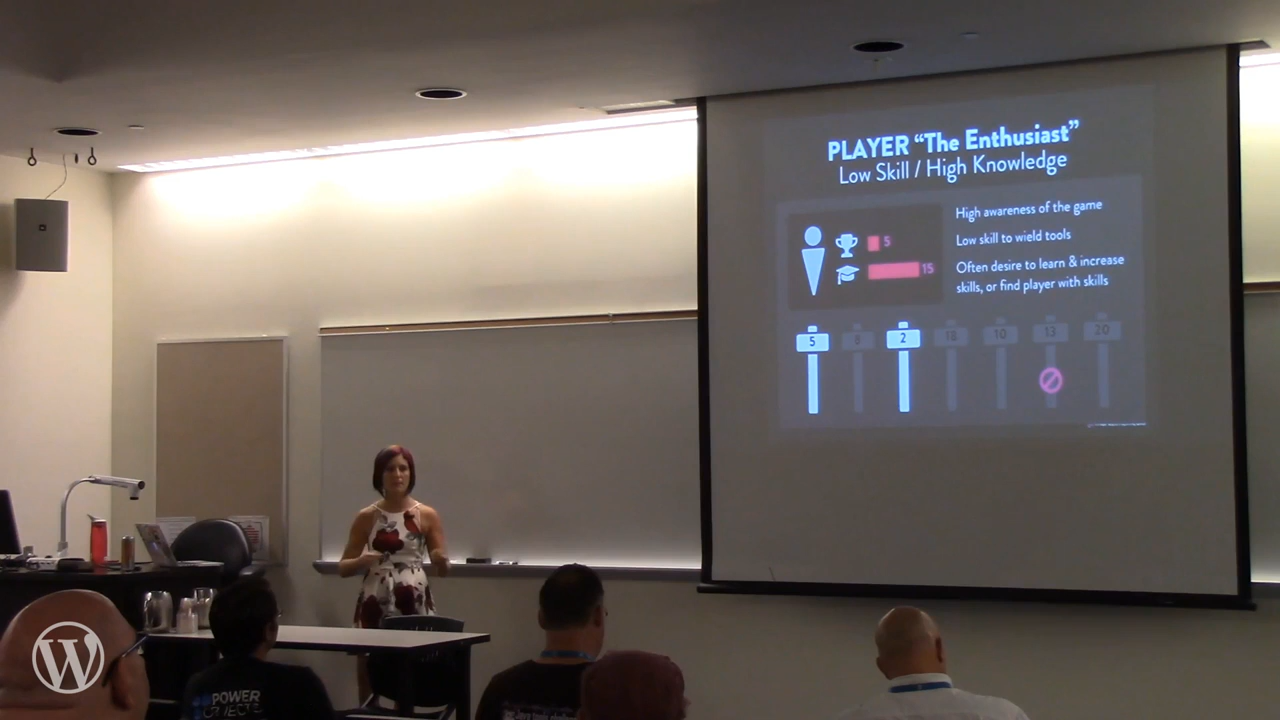 PLAYER “The Enthusiast”
Low Skill / High Knowledge
High awareness of the game
5
Low skill to wield tools
15
Often desire to learn & increase
skills, or find player with skills
5
2
18
10
13
20
POWER
W